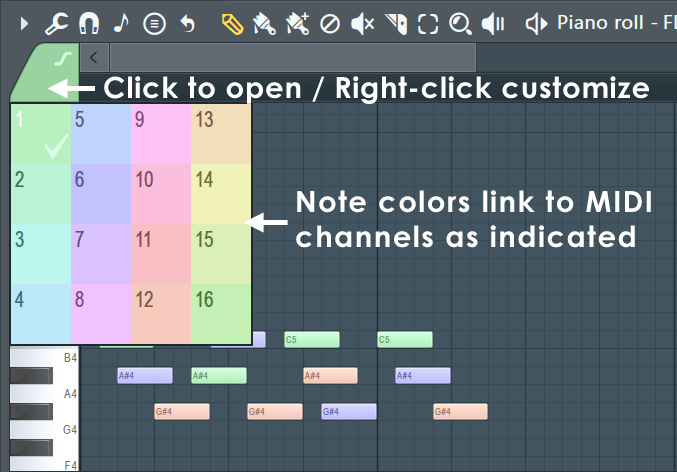 Piano roll - Fl
Click to open / Right-click customize
1 5 9 13
2 6 10 14
3 7 11 15
4 8 12 16
Note colors link to MIDI
channels as indicated
C5 C5
B4
A#4 A#4 A#4 A#4
A4
G#4 G#4 G#4 G#4
G4
F4